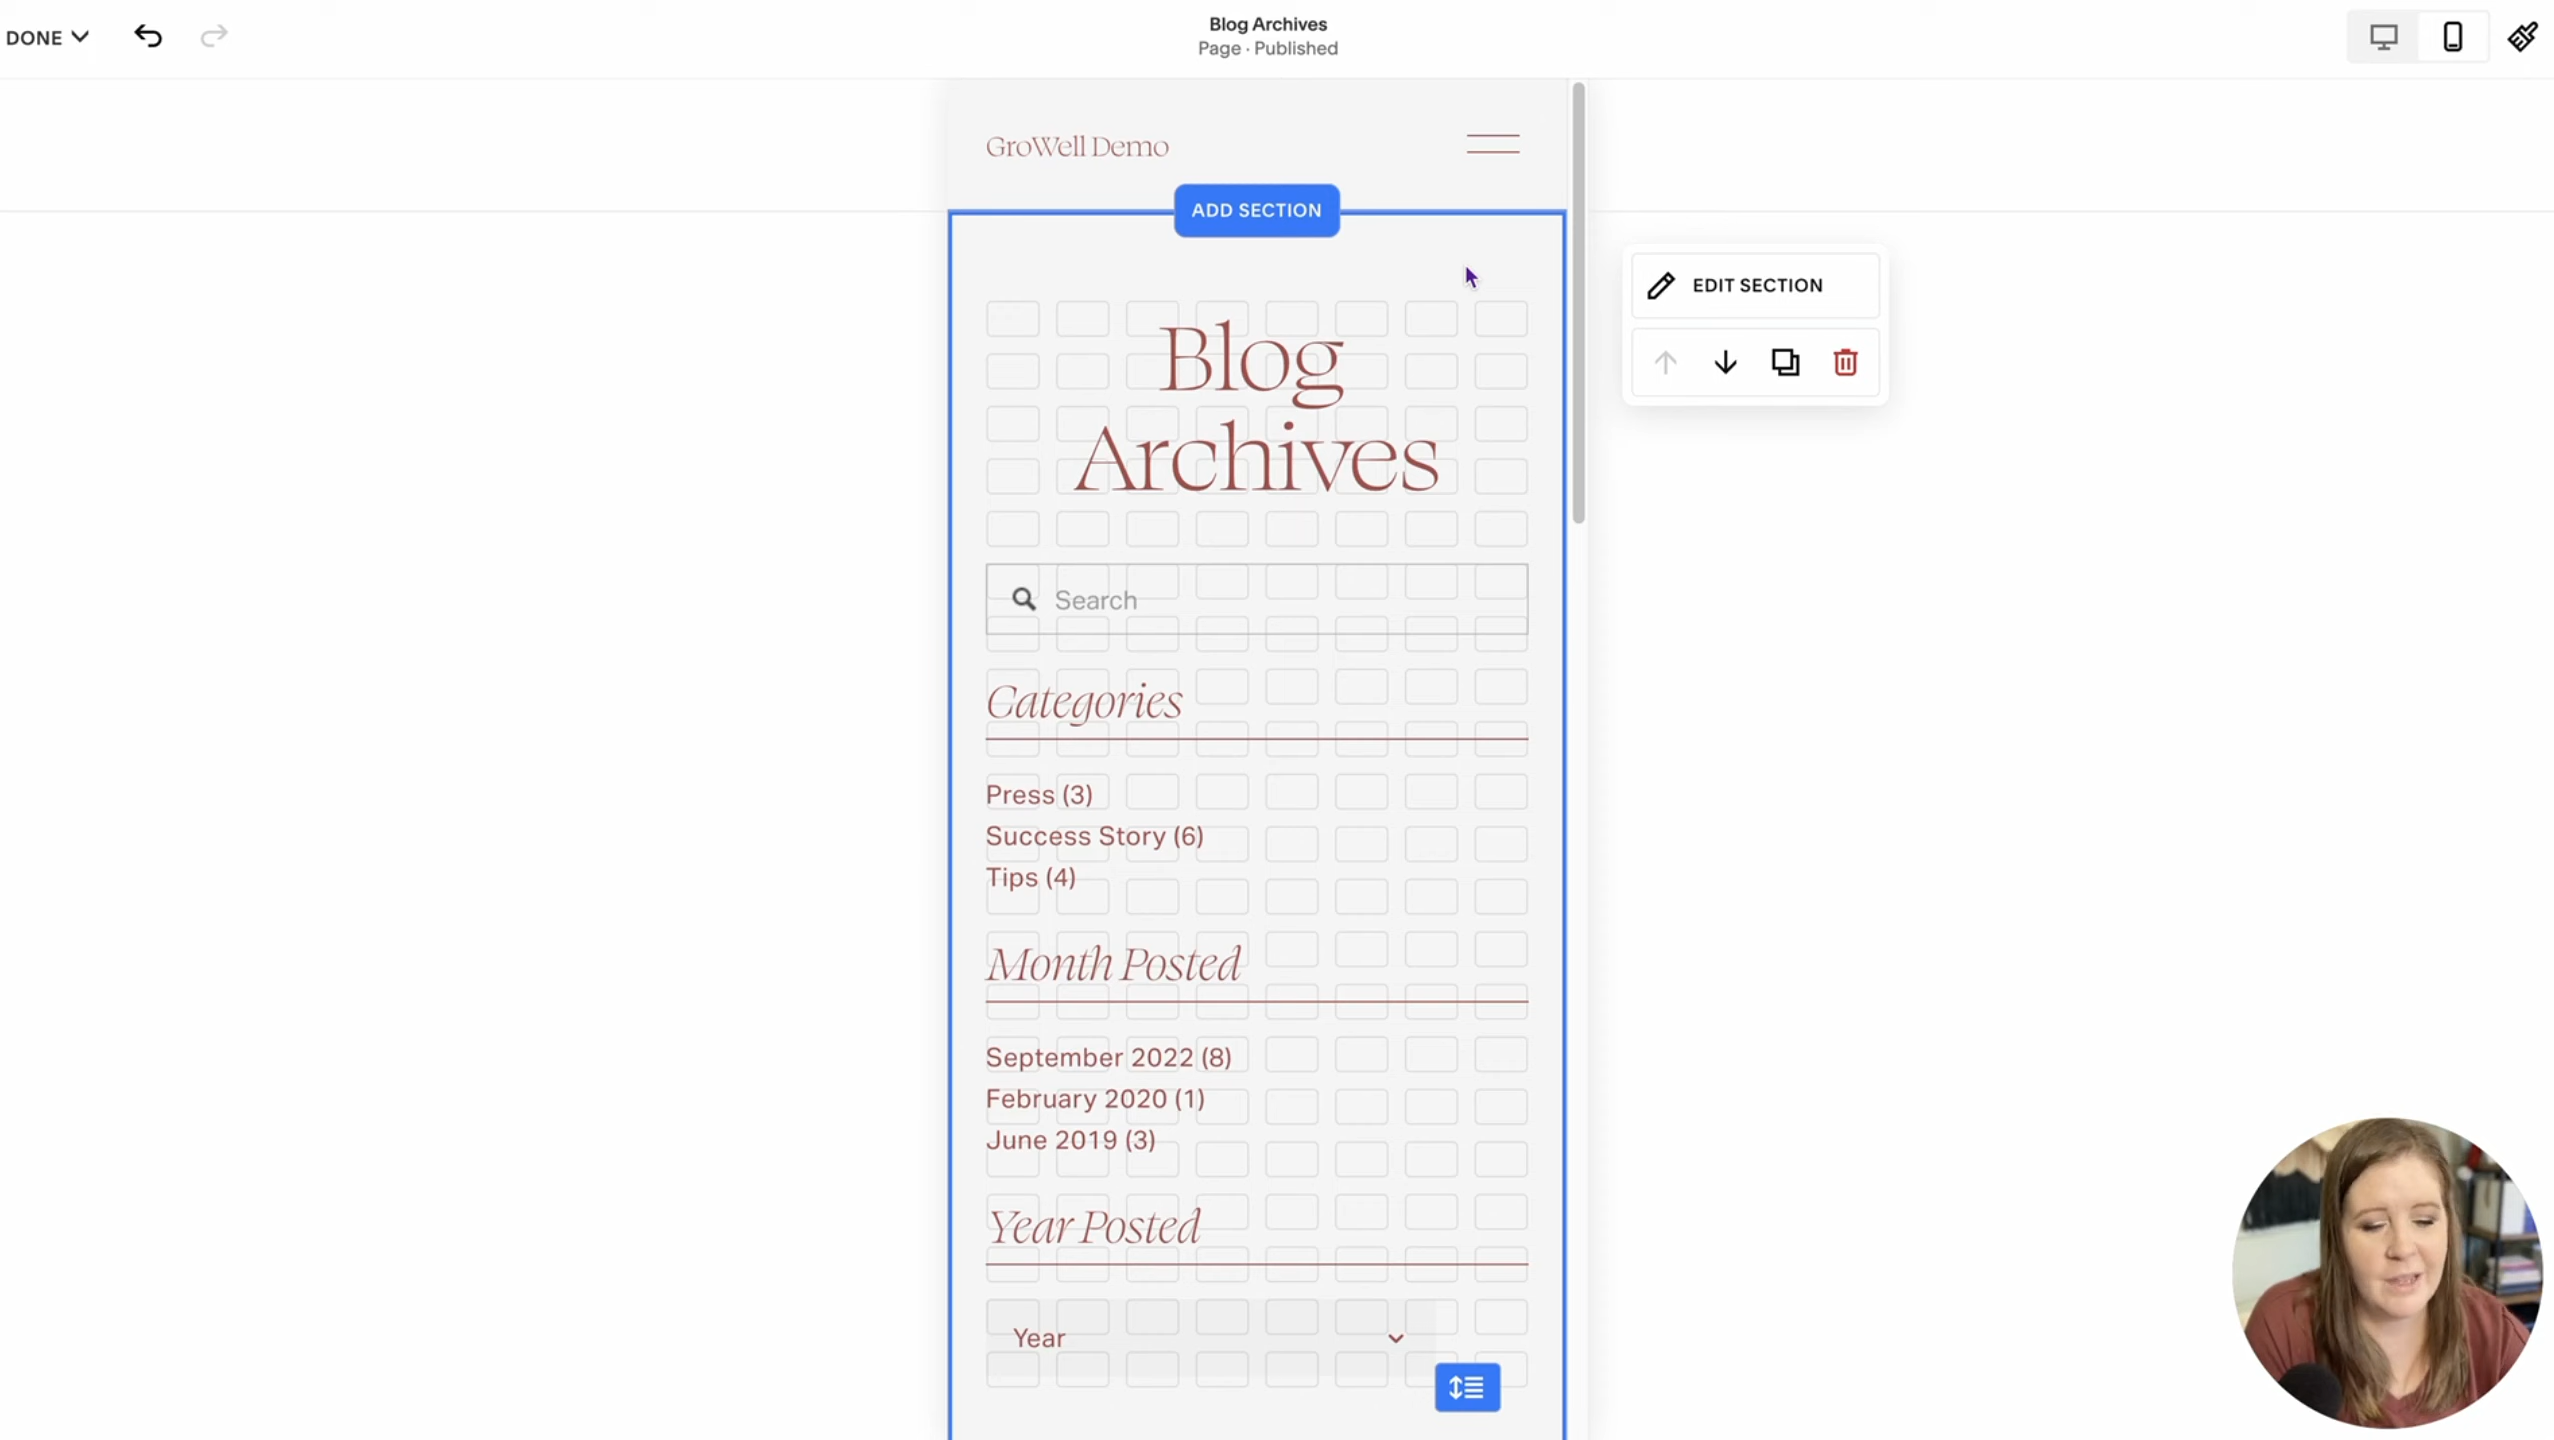 DONE
Blog Archives
Page · Published
GroWell Demo
ADD SECTION
EDIT SECTION
Blog
Archives
Search
Categories
Press (3)
Success Story (6)
Tips (4)
Month Posted
September 2022 (8)
February 2020 (1)
June 2019 (3)
Year Posted
Year